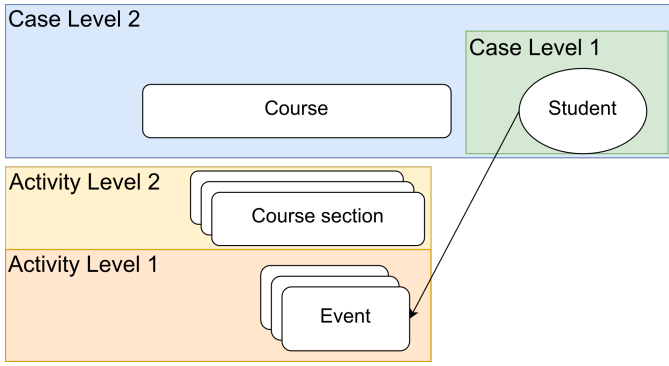 Case Level 2
Case Level 1
Course
Student
Activity Level 2
Course section
Activity Level 1
Event